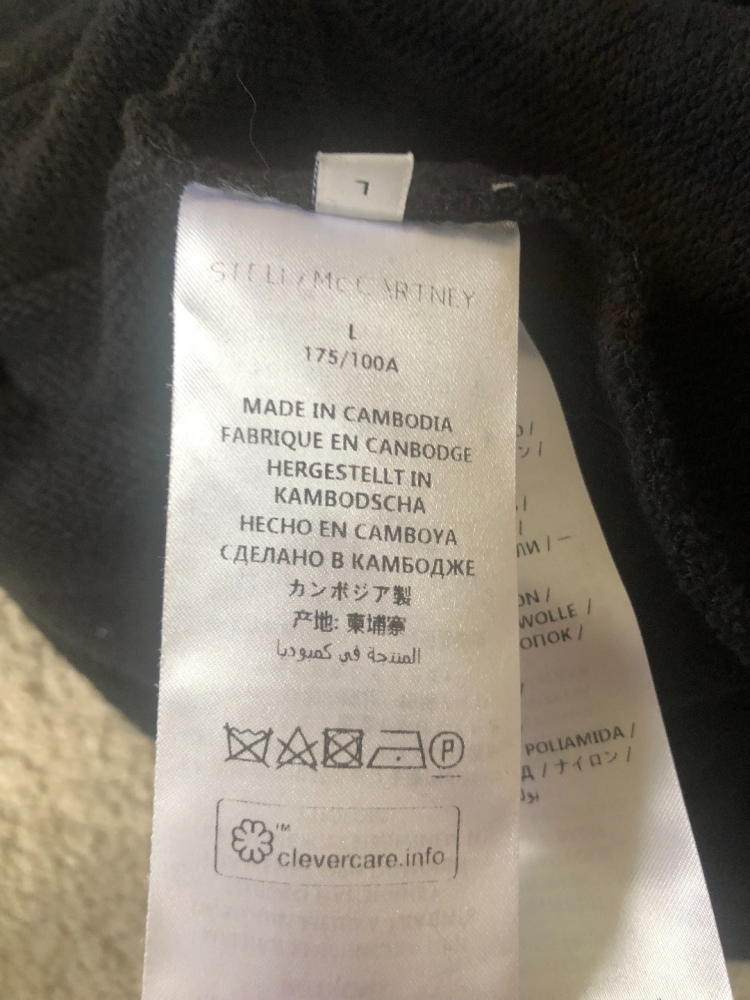 L
STELLA McCARTNEY
L
175/100A
MADE IN CAMBODIA
FABRIQUE EN CANBODGE
HERGESTELLT IN
KAMBODSCHA
HECHO EN CAMBOYA
СДЕЛАНО В КАМБОДЖЕ
カンボジア製
产地: 柬埔寨
المنتجة في كمبوديا
P
TM
clevercare.info
WOLLE /
POLIAMIDA /
/ ナイロン /